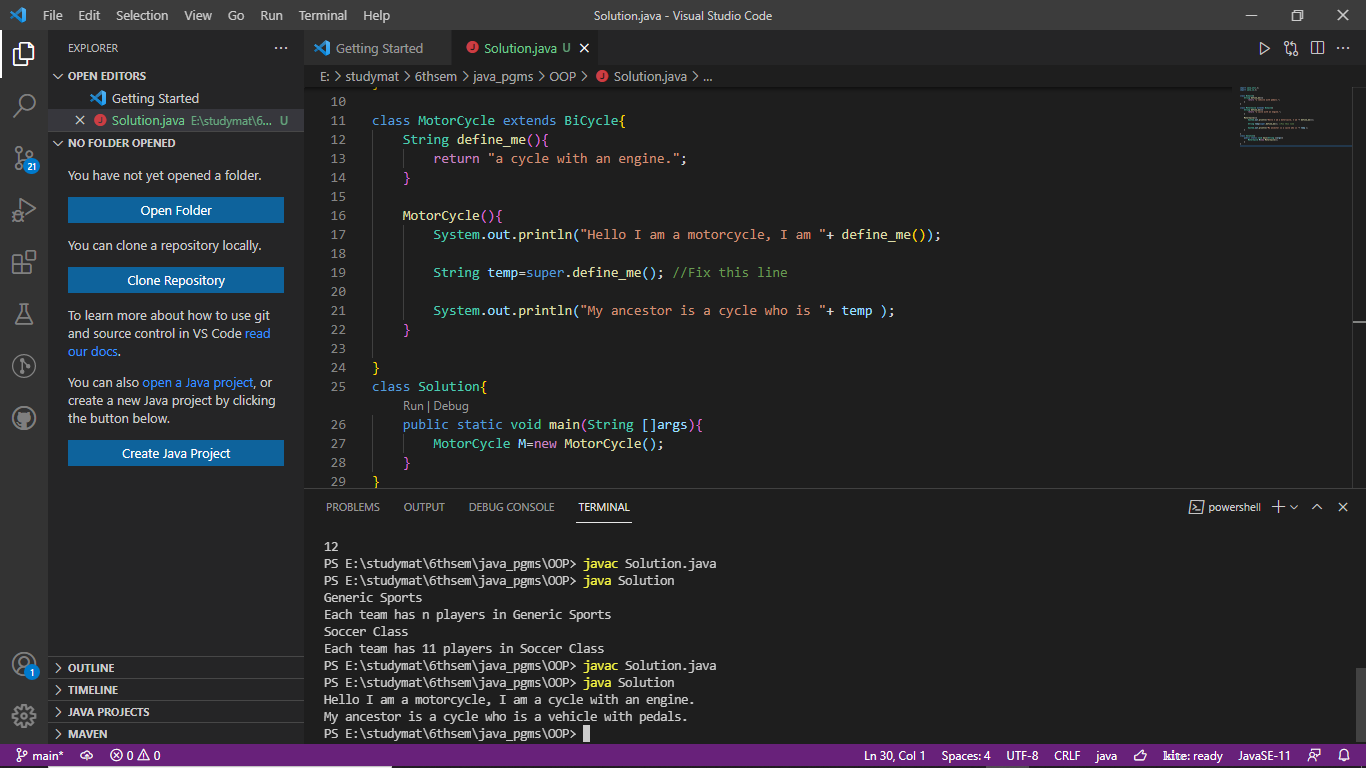 File Edit Selection View Go Run Terminal Help Solution.java - Visual Studio Code
EXPLORER
OPEN EDITORS
Getting Started
Solution.java E:\studymat\6... U
NO FOLDER OPENED
You have not yet opened a folder.
Open Folder
You can clone a repository locally.
Clone Repository
To learn more about how to use git
and source control in VS Code read
our docs.
You can also open a Java project, or
create a new Java project by clicking
the button below.
Create Java Project
OUTLINE
TIMELINE
JAVA PROJECTS
MAVEN
21
1
Getting Started Solution.java U
E: > studymat > 6thsem > java_pgms > OOP > Solution.java > ...
10
11 class MotorCycle extends BiCycle{
12 String define_me(){
13 return "a cycle with an engine.";
14 }
15
16 MotorCycle(){
17 System.out.println("Hello I am a motorcycle, I am "+ define_me());
18
19 String temp=super.define_me(); //Fix this line
20
21 System.out.println("My ancestor is a cycle who is "+ temp );
22 }
23
24 }
25 class Solution{
Run | Debug
26 public static void main(String []args){
27 MotorCycle M=new MotorCycle();
28 }
29 }
PROBLEMS OUTPUT DEBUG CONSOLE TERMINAL powershell
12
PS E:\studymat\6thsem\java_pgms\OOP> javac Solution.java
PS E:\studymat\6thsem\java_pgms\OOP> java Solution
Generic Sports
Each team has n players in Generic Sports
Soccer Class
Each team has 11 players in Soccer Class
PS E:\studymat\6thsem\java_pgms\OOP> javac Solution.java
PS E:\studymat\6thsem\java_pgms\OOP> java Solution
Hello I am a motorcycle, I am a cycle with an engine.
My ancestor is a cycle who is a vehicle with pedals.
PS E:\studymat\6thsem\java_pgms\OOP>
main* 0 0 Ln 30, Col 1 Spaces: 4 UTF-8 CRLF java kite: ready JavaSE-11